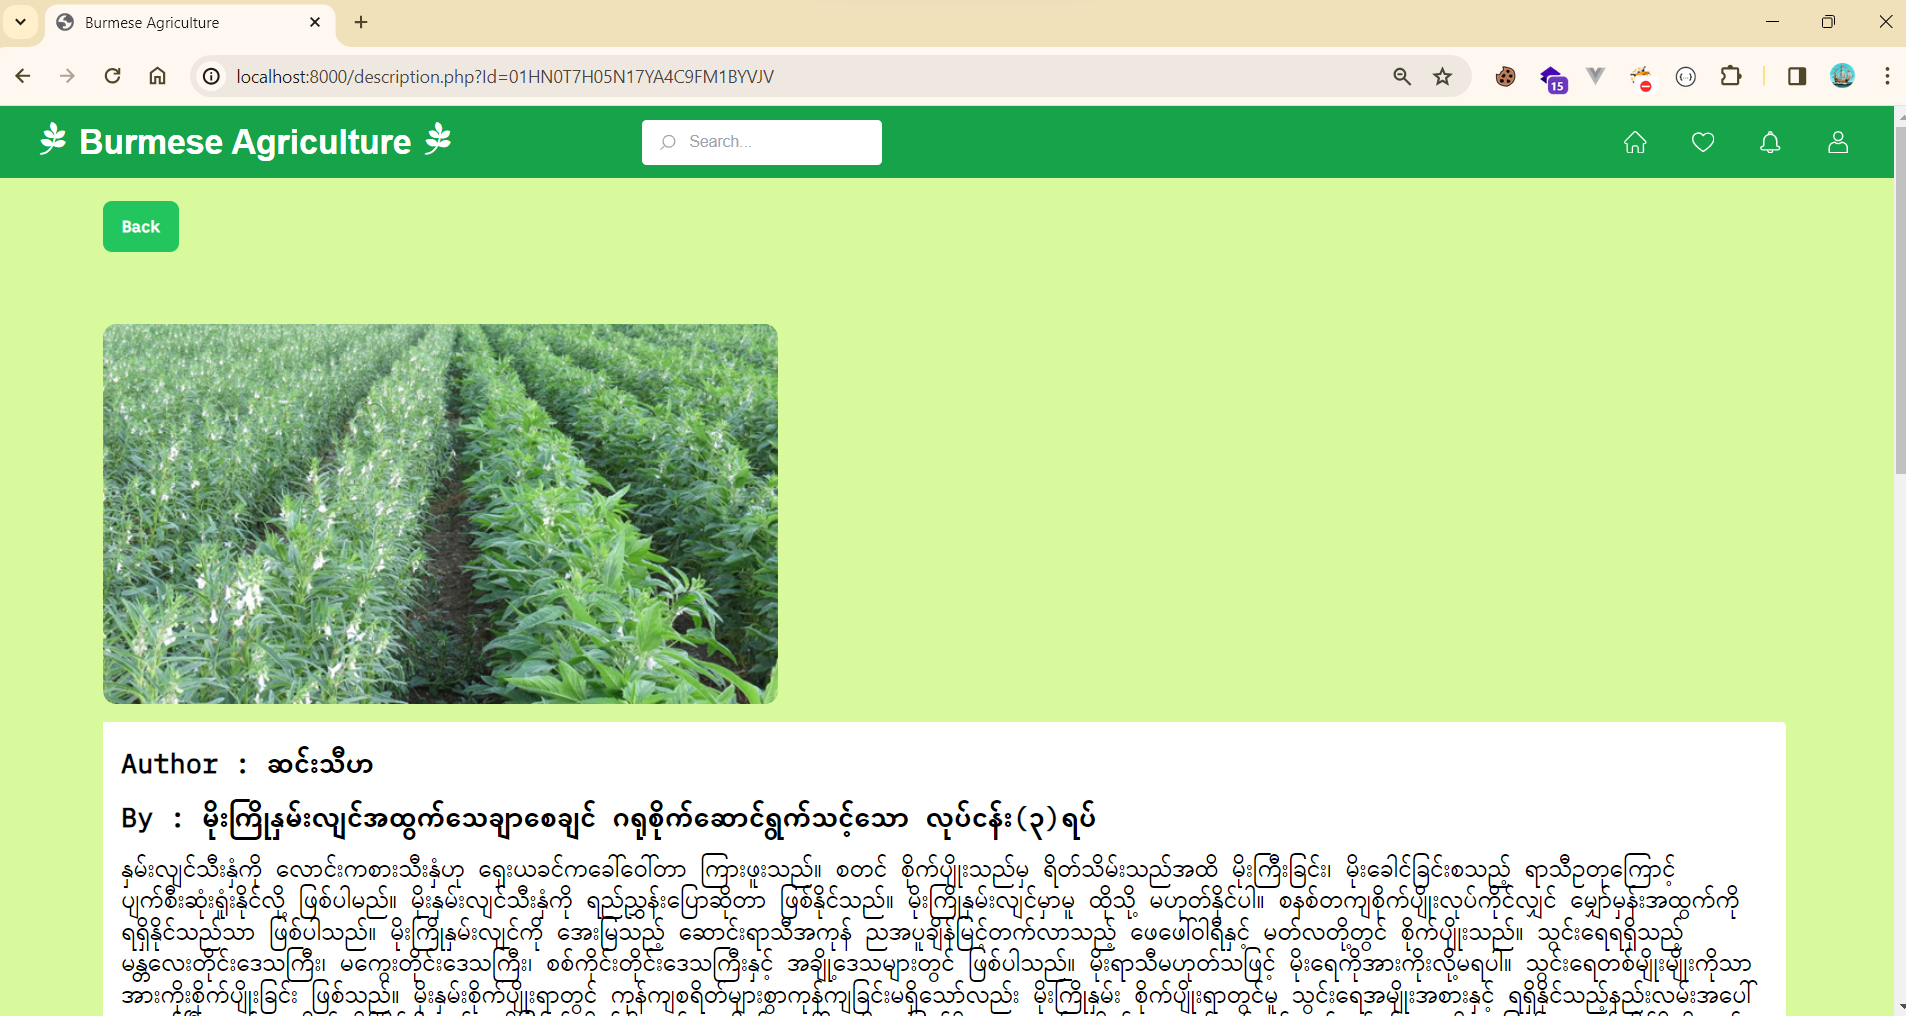 Burmese Agriculture
localhost:8000/description.php?Id=01HN0T7H05N17YA4C9FM1BYVJV
15
Burmese Agriculture
Search...
Back
Author : ဆင်းသီဟ
By : မိုးကြိုနှမ်းလျင်အထွက်သေချာစေချင် ဂရုစိုက်ဆောင်ရွက်သင့်သော လုပ်ငန်း(၃)ရပ်
နှမ်းလျင်သီးနှံကို လောင်းကစားသီးနှံဟု ရှေးယခင်ကခေါ်ဝေါ်တာ ကြားဖူးသည်။ စတင် စိုက်ပျိုးသည်မှ ရိတ်သိမ်းသည်အထိ မိုးကြီးခြင်း၊ မိုးခေါင်ခြင်းစသည့် ရာသီဥတုကြောင့်
ပျက်စီးဆုံးရှုံးနိုင်လို့ ဖြစ်ပါမည်။ မိုးနှမ်းလျင်သီးနှံကို ရည်ညွှန်းပြောဆိုတာ ဖြစ်နိုင်သည်။ မိုးကြိုနှမ်းလျင်မှာမူ ထိုသို့ မဟုတ်နိုင်ပါ။ စနစ်တကျစိုက်ပျိုးလုပ်ကိုင်လျှင် မျှော်မှန်းအထွက်ကို
ရရှိနိုင်သည်သာ ဖြစ်ပါသည်။ မိုးကြိုနှမ်းလျင်ကို အေးမြသည့် ဆောင်းရာသီအကုန် ညအပူချိန်မြင့်တက်လာသည့် ဖေဖေါ်ဝါရီနှင့် မတ်လတို့တွင် စိုက်ပျိုးသည်။ သွင်းရေရရှိသည့်
မန္တလေးတိုင်းဒေသကြီး၊ မကွေးတိုင်းဒေသကြီး၊ စစ်ကိုင်းတိုင်းဒေသကြီးနှင့် အချို့ဒေသများတွင် ဖြစ်ပါသည်။ မိုးရာသီမဟုတ်သဖြင့် မိုးရေကိုအားကိုးလို့မရပါ။ သွင်းရေတစ်မျိုးမျိုးကိုသာ
အားကိုးစိုက်ပျိုးခြင်း ဖြစ်သည်။ မိုးနှမ်းစိုက်ပျိုးရာတွင် ကုန်ကျစရိတ်များစွာကုန်ကျခြင်းမရှိသော်လည်း မိုးကြိုနှမ်း စိုက်ပျိုးရာတွင်မူ သွင်းရေအမျိုးအစားနှင့် ရရှိနိုင်သည့်နည်းလမ်းအပေါ်